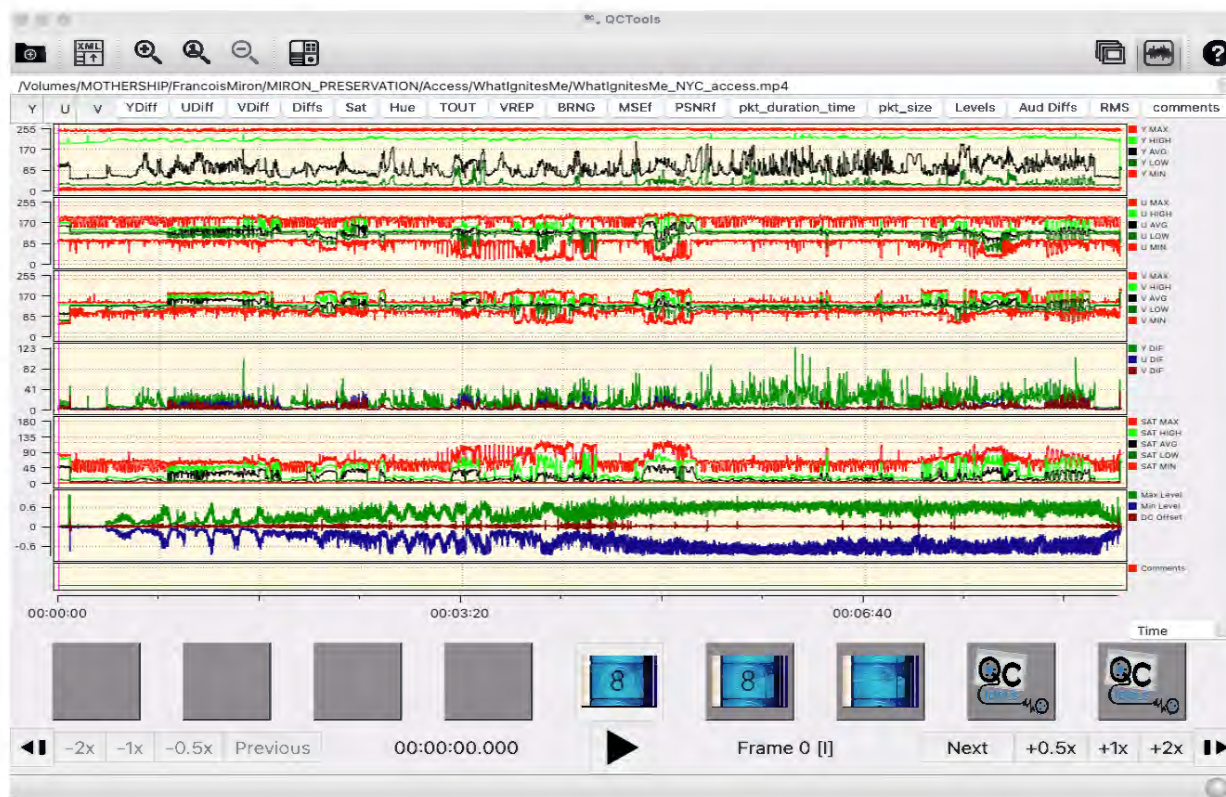 QCTools
XML
/Volumes/MOTHERSHIP/FrancoisMiron/MIRON_PRESERVATION/Access/WhatIgnitesMe/WhatIgnitesMe_NYC_access.mp4
Y U V YDiff UDiff VDiff Diffs Sat Hue TOUT VREP BRNG MSEf PSNRf pkt_duration_time pkt_size Levels Aud Diffs RMS comments
255
170
85
0
Y MAX
Y HIGH
Y AVG
Y LOW
Y MIN
255
170
85
0
U MAX
U HIGH
U AVG
U LOW
U MIN
255
170
85
0
V MAX
V HIGH
V AVG
V LOW
V MIN
123
82
41
0
Y DIF
U DIF
V DIF
180
135
90
45
0
SAT MAX
SAT HIGH
SAT AVG
SAT LOW
SAT MIN
0.6
0
-0.6
Max Level
Min Level
DC Offset
Comments
00:00:00 00:03:20 00:06:40
Time
8 8 QC QC
-2x -1x -0.5x Previous 00:00:00.000 Frame 0 [I] Next +0.5x +1x +2x